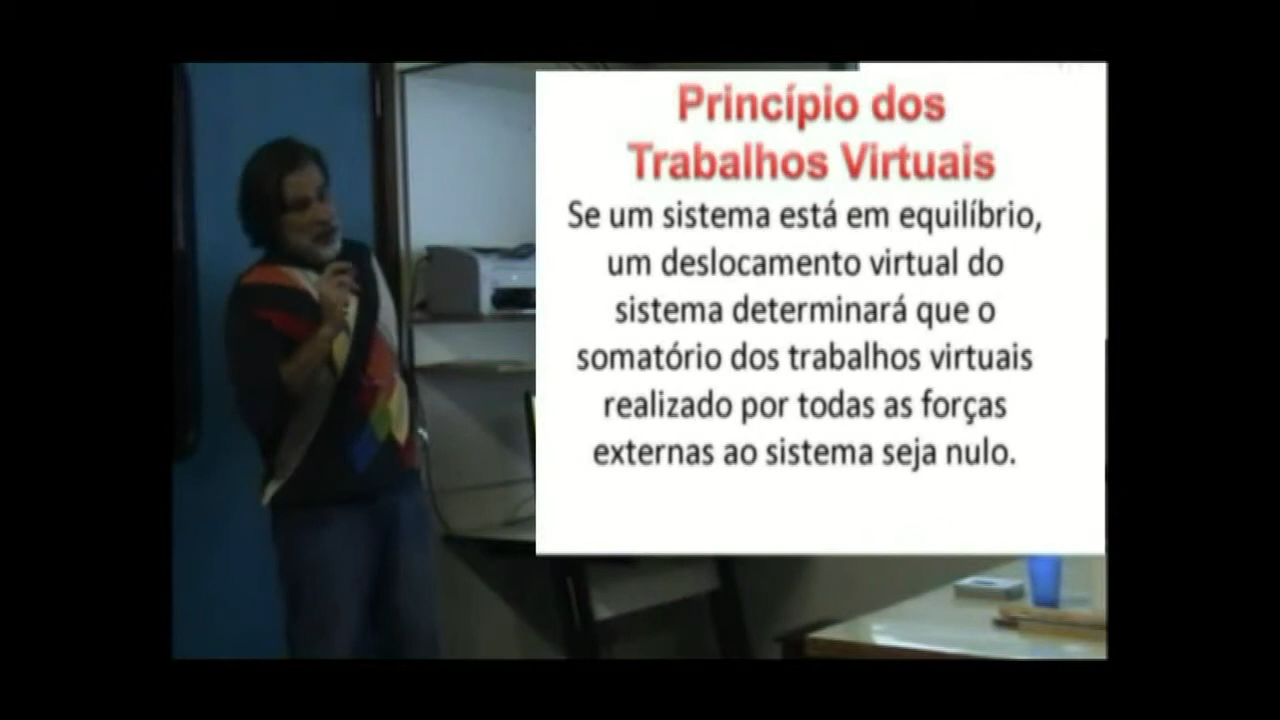 Princípio dos
Trabalhos Virtuais
Se um sistema está em equilíbrio,
um deslocamento virtual do
sistema determinará que o
somatório dos trabalhos virtuais
realizado por todas as forças
externas ao sistema seja nulo.